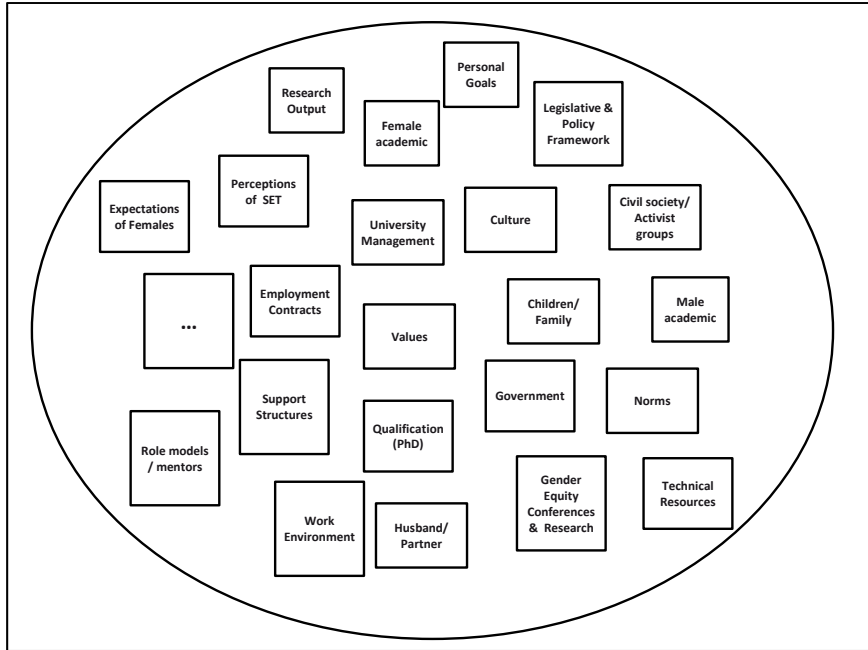 Personal
Goals
Research
Output
Legislative &
Policy
Framework
Female
academic
Perceptions
of SET
Expectations
of Females
University
Management
Culture
Civil society/
Activist
groups
...
Employment
Contracts
Values
Children/
Family
Male
academic
Support
Structures
Government
Norms
Role models
/ mentors
Qualification
(PhD)
Gender
Equity
Conferences
& Research
Technical
Resources
Work
Environment
Husband/
Partner